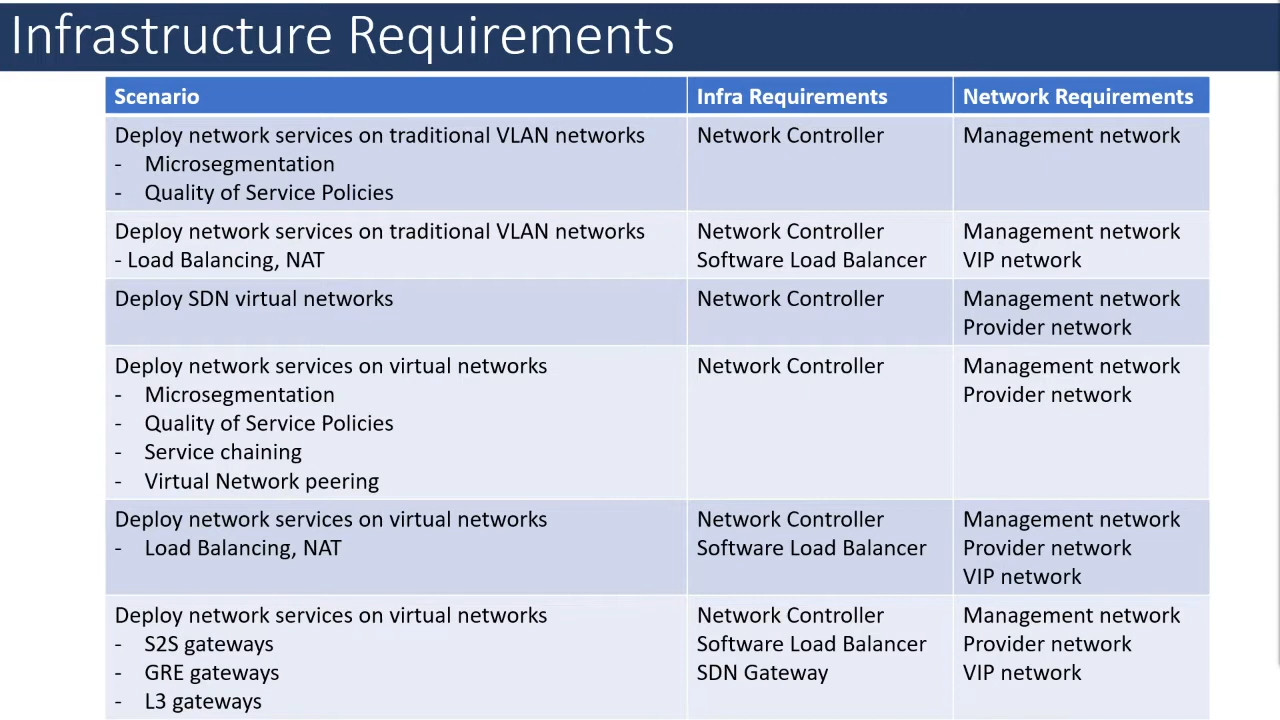 Infrastructure Requirements
Scenario
Infra Requirements
Network Requirements
Deploy network services on traditional VLAN networks
- Microsegmentation
- Quality of Service Policies
Network Controller
Management network
Deploy network services on traditional VLAN networks
- Load Balancing, NAT
Network Controller
Software Load Balancer
Management network
VIP network
Deploy SDN virtual networks
Network Controller
Management network
Provider network
Deploy network services on virtual networks
- Microsegmentation
- Quality of Service Policies
- Service chaining
- Virtual Network peering
Network Controller
Management network
Provider network
Deploy network services on virtual networks
- Load Balancing, NAT
Network Controller
Software Load Balancer
Management network
Provider network
VIP network
Deploy network services on virtual networks
- S2S gateways
- GRE gateways
- L3 gateways
Network Controller
Software Load Balancer
SDN Gateway
Management network
Provider network
VIP network